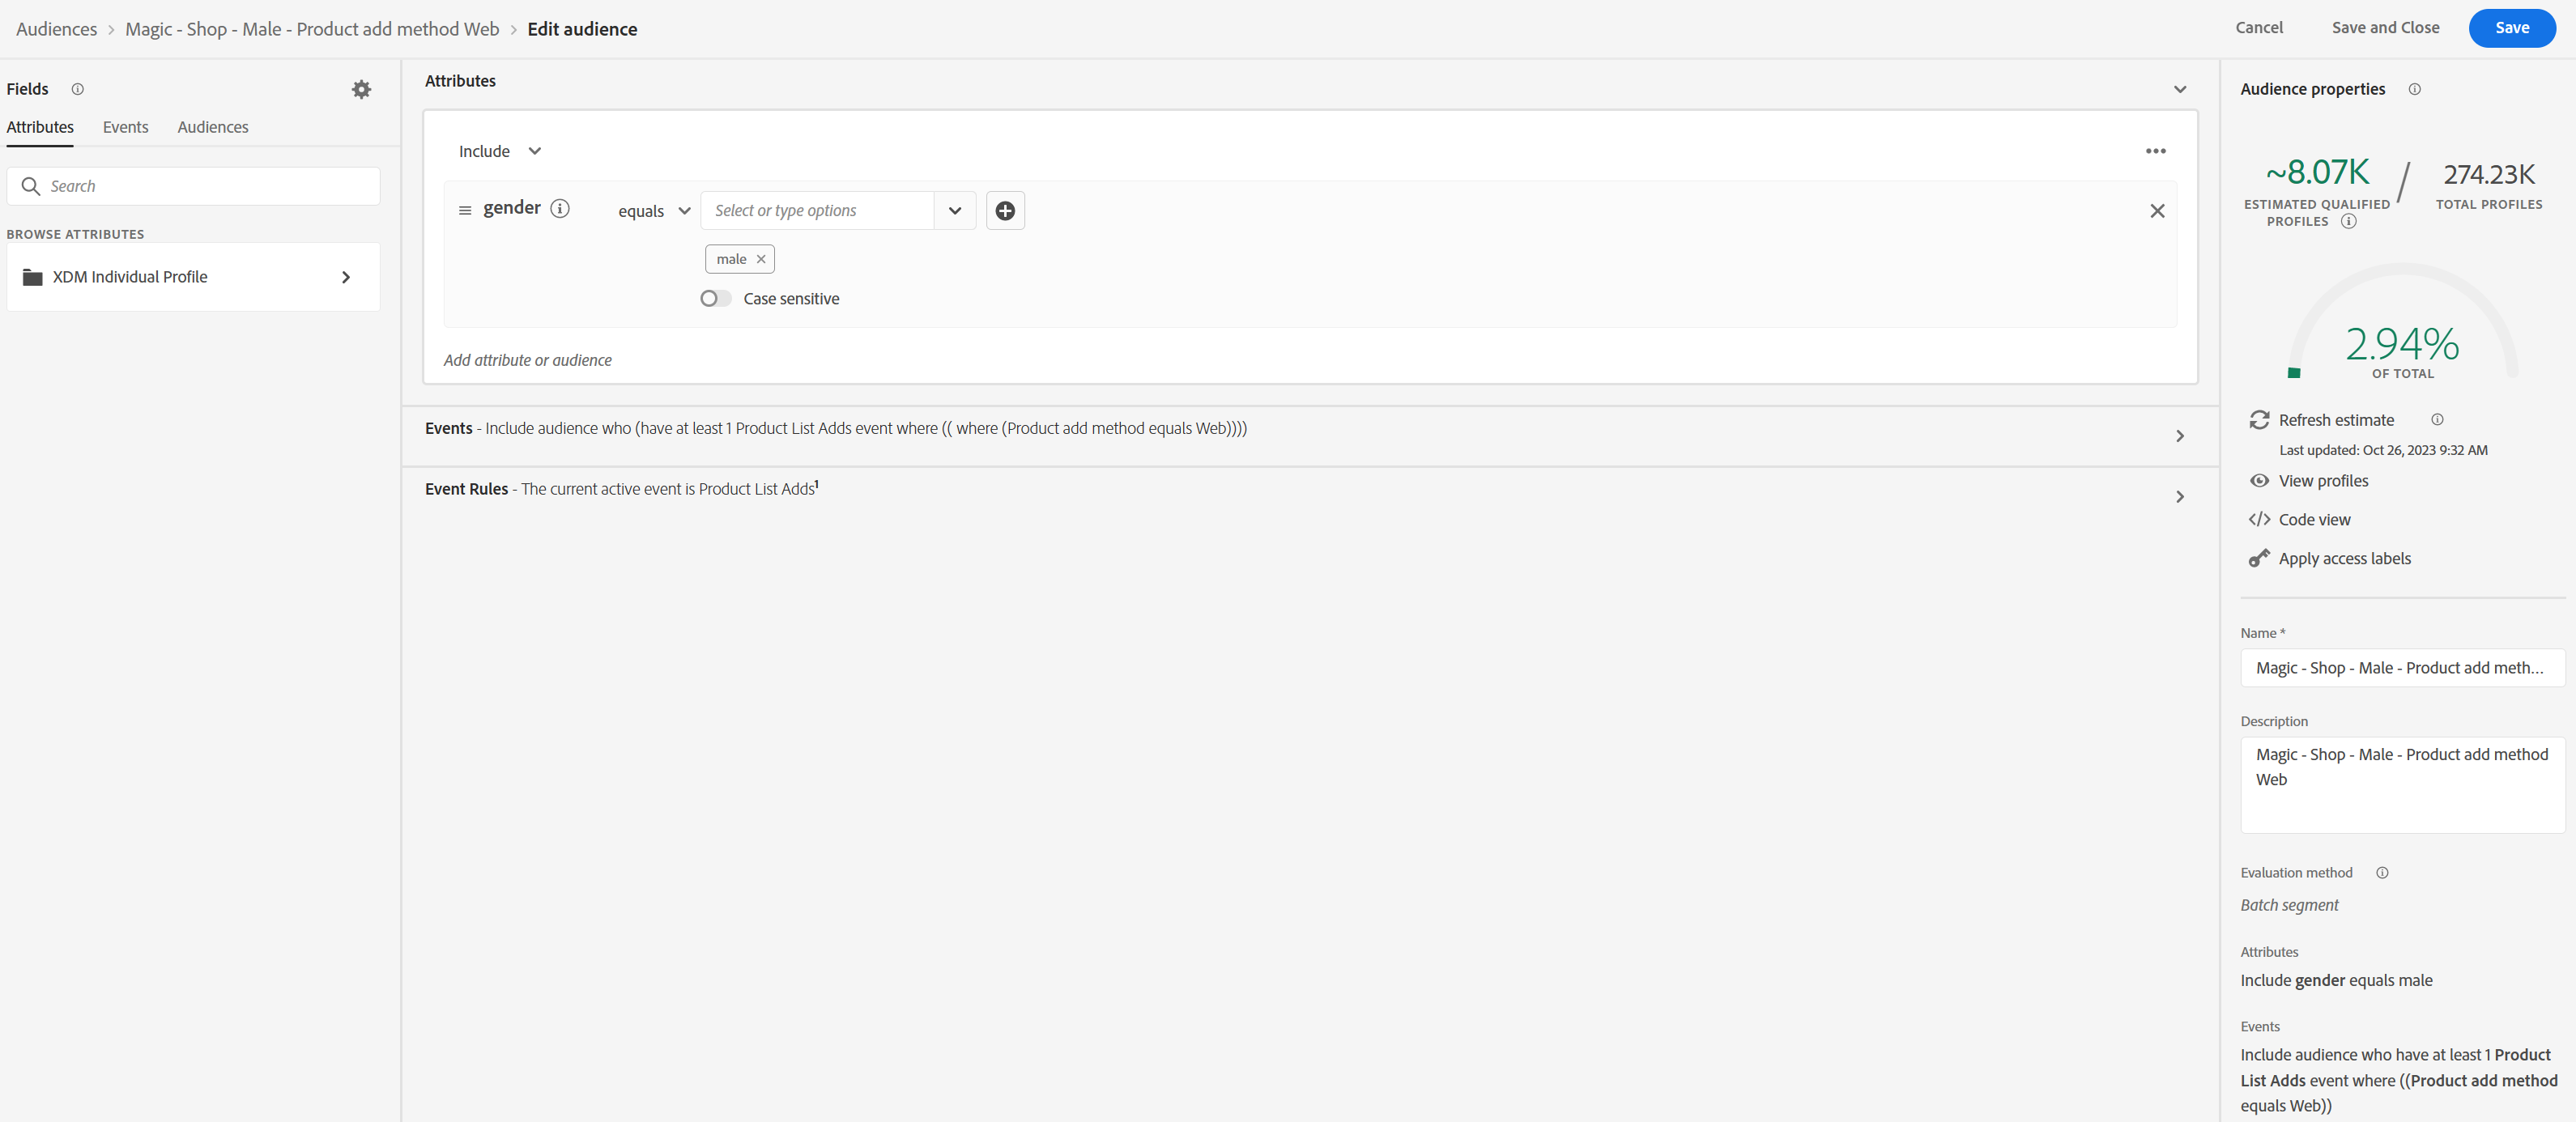 Audiences > Magic - Shop - Male - Product add method Web > Edit audience
Cancel
Save and Close
Save
Fields
Attributes
Events
Audiences
Search
BROWSE ATTRIBUTES
XDM Individual Profile
Attributes
Include
gender
equals
Select or type options
male
Case sensitive
Add attribute or audience
Events - Include audience who (have at least 1 Product List Adds event where (( where (Product add method equals Web))))
Event Rules - The current active event is Product List Adds¹
Audience properties
~8.07K / 274.23K
ESTIMATED QUALIFIED PROFILES
TOTAL PROFILES
2.94%
OF TOTAL
Refresh estimate
Last updated: Oct 26, 2023 9:32 AM
View profiles
Code view
Apply access labels
Name *
Magic - Shop - Male - Product add meth...
Description
Magic - Shop - Male - Product add method
Web
Evaluation method
Batch segment
Attributes
Include gender equals male
Events
Include audience who have at least 1 Product
List Adds event where ((Product add method
equals Web))